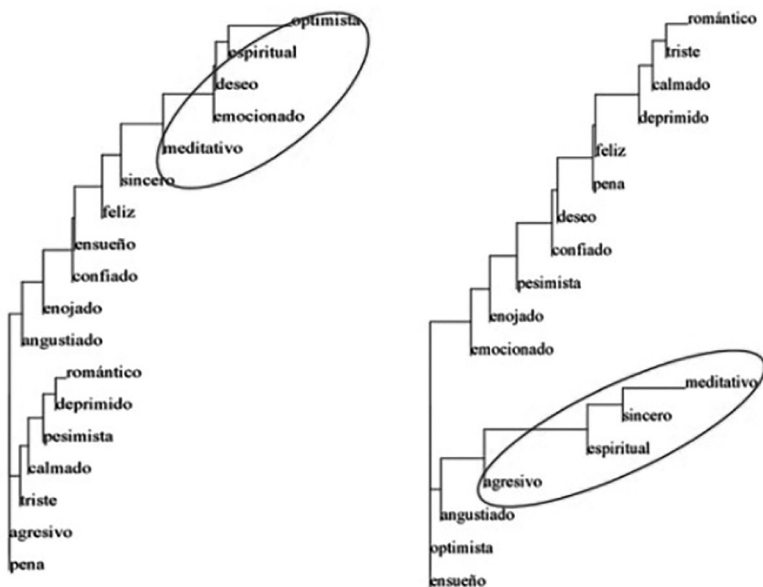 optimista
espiritual
deseo
emocionado
meditativo
sincero
feliz
ensueño
confiado
enojado
angustiado
romántico
deprimido
pesimista
calmado
triste
agresivo
pena
romántico
triste
calmado
deprimido
feliz
pena
deseo
confiado
pesimista
enojado
emocionado
meditativo
sincero
espiritual
agresivo
angustiado
optimista
ensueño